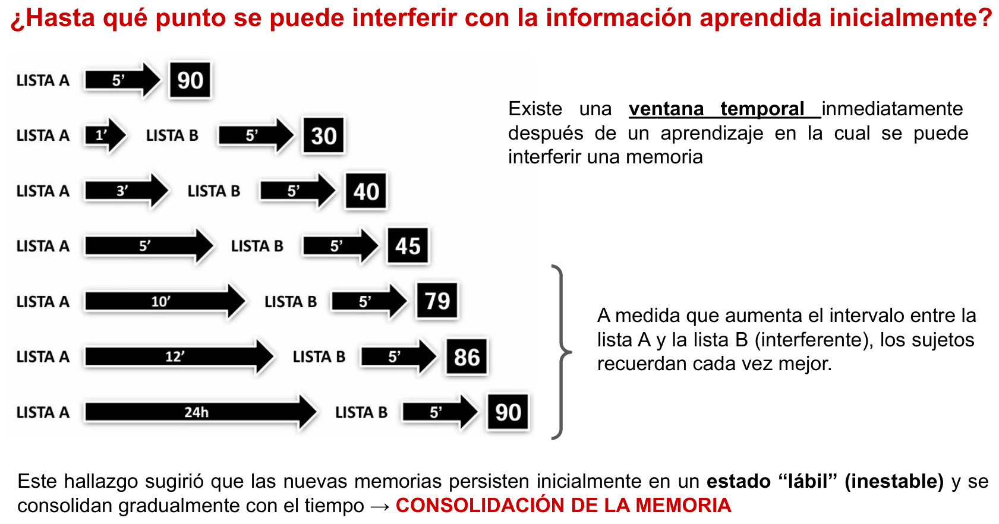 ¿Hasta qué punto se puede interferir con la información aprendida inicialmente?
LISTA A 5’ 90
LISTA A 1’ LISTA B 5’ 30
LISTA A 3’ LISTA B 5’ 40
LISTA A 5’ LISTA B 5’ 45
LISTA A 10’ LISTA B 5’ 79
LISTA A 12’ LISTA B 5’ 86
LISTA A 24h LISTA B 5’ 90
Existe una ventana temporal inmediatamente
después de un aprendizaje en la cual se puede
interferir una memoria
A medida que aumenta el intervalo entre la
lista A y la lista B (interferente), los sujetos
recuerdan cada vez mejor.
Este hallazgo sugirió que las nuevas memorias persisten inicialmente en un estado “lábil” (inestable) y se
consolidan gradualmente con el tiempo → CONSOLIDACIÓN DE LA MEMORIA